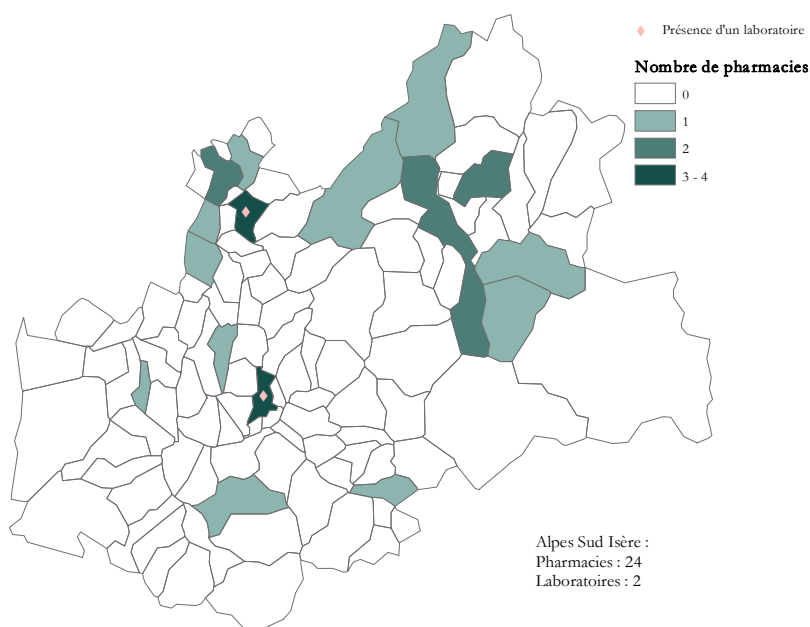 Présence d'un laboratoire
Nombre de pharmacies
0
1
2
3 - 4
Alpes Sud Isère :
Pharmacies : 24
Laboratoires : 2